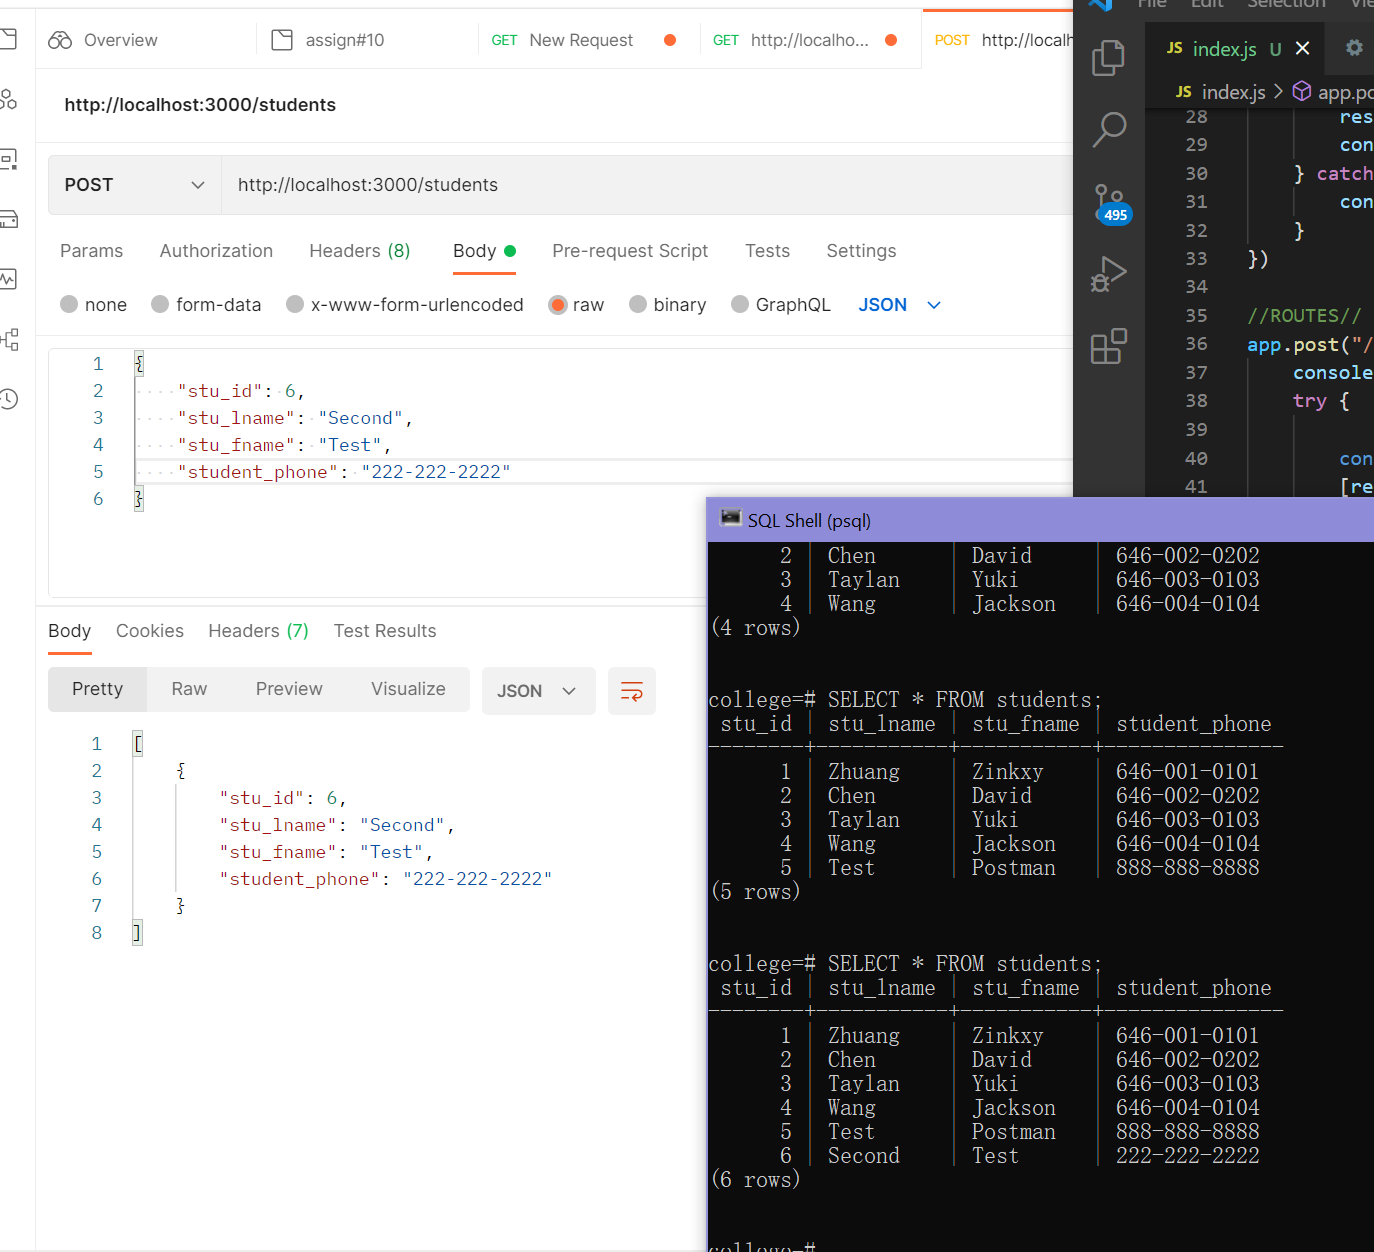 Overview
assign#10
GET New Request
GET http://localho...
POST http://localh
http://localhost:3000/students
POST
http://localhost:3000/students
Params Authorization Headers (8) Body Pre-request Script Tests Settings
none form-data x-www-form-urlencoded raw binary GraphQL JSON
1 {
2 "stu_id": 6,
3 "stu_lname": "Second",
4 "stu_fname": "Test",
5 "student_phone": "222-222-2222"
6 }
Body Cookies Headers (7) Test Results
Pretty Raw Preview Visualize JSON
1 [
2 {
3 "stu_id": 6,
4 "stu_lname": "Second",
5 "stu_fname": "Test",
6 "student_phone": "222-222-2222"
7 }
8 ]
File Edit Selection
495
JS index.js U
JS index.js > app.po
28 res
29 con
30 } catch
31 con
32 }
33 })
34
35 //ROUTES//
36 app.post("/
37 console
38 try {
39
40 con
41 [re
SQL Shell (psql)
2 | Chen | David | 646-002-0202
3 | Taylan | Yuki | 646-003-0103
4 | Wang | Jackson | 646-004-0104
(4 rows)
college=# SELECT * FROM students;
stu_id | stu_lname | stu_fname | student_phone
--------+-----------+-----------+---------------
1 | Zhuang | Zinkxy | 646-001-0101
2 | Chen | David | 646-002-0202
3 | Taylan | Yuki | 646-003-0103
4 | Wang | Jackson | 646-004-0104
5 | Test | Postman | 888-888-8888
(5 rows)
college=# SELECT * FROM students;
stu_id | stu_lname | stu_fname | student_phone
--------+-----------+-----------+---------------
1 | Zhuang | Zinkxy | 646-001-0101
2 | Chen | David | 646-002-0202
3 | Taylan | Yuki | 646-003-0103
4 | Wang | Jackson | 646-004-0104
5 | Test | Postman | 888-888-8888
6 | Second | Test | 222-222-2222
(6 rows)
college=#